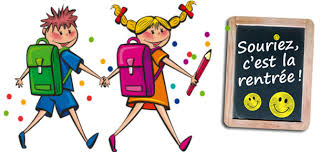 Souriez,
c'est la
rentrée !